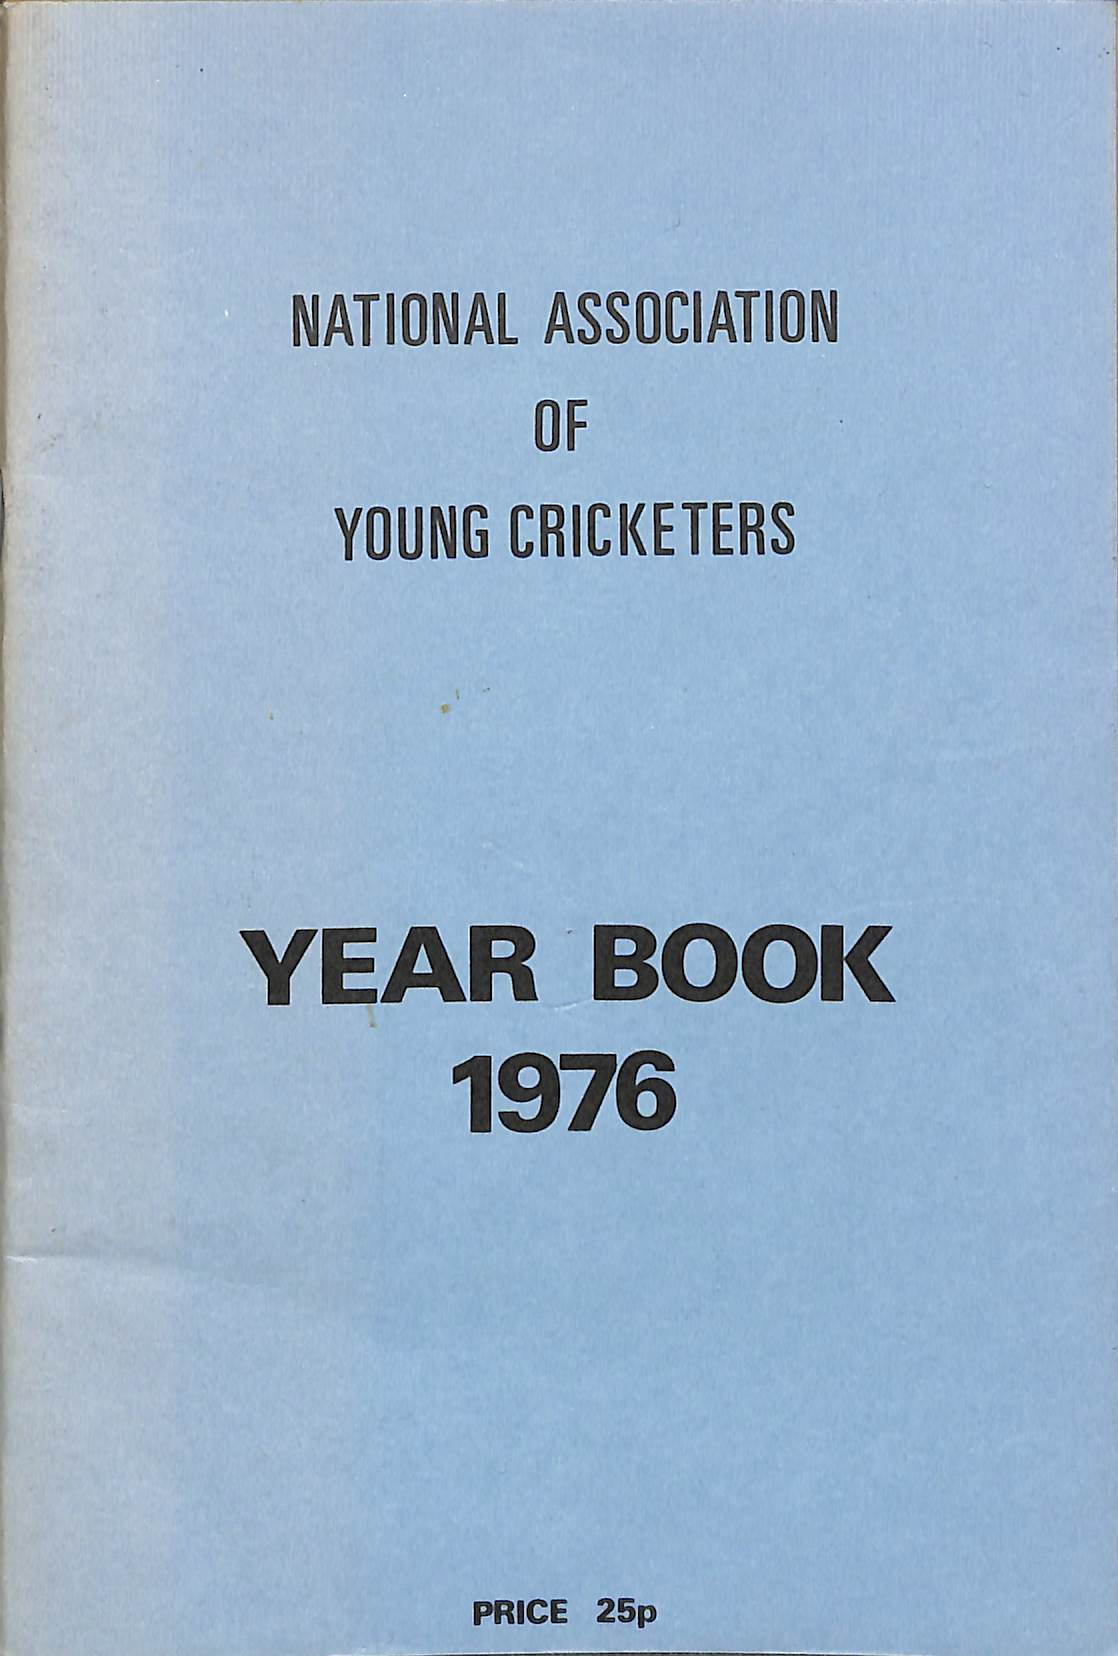 NATIONAL ASSOCIATION
OF
YOUNG CRICKETERS
YEAR BOOK
1976
PRICE 25p